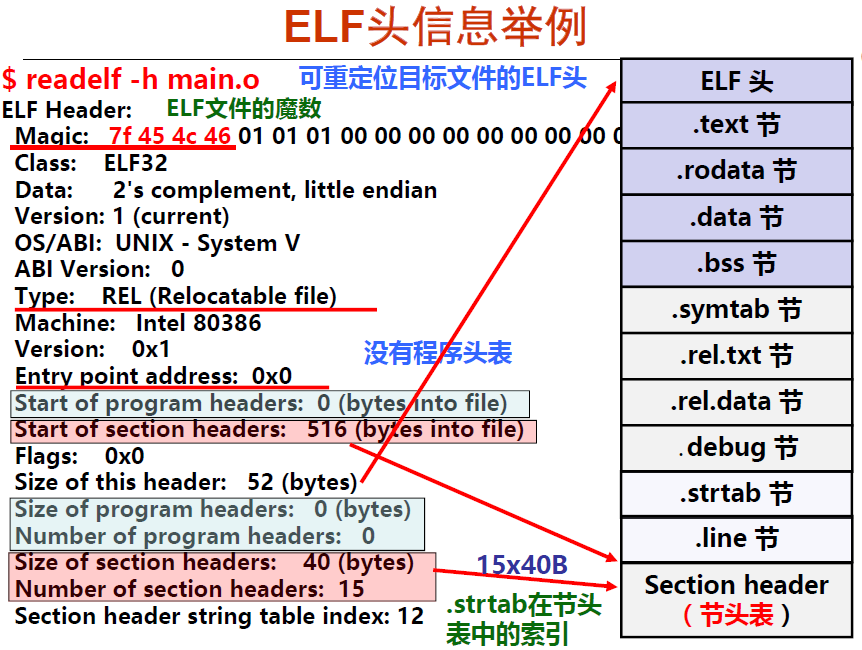 ELF头信息举例
$ readelf -h main.o
可重定位目标文件的ELF头
ELF Header:
ELF文件的魔数
Magic: 7f 45 4c 46 01 01 01 00 00 00 00 00 00 00 00 0
Class: ELF32
Data: 2's complement, little endian
Version: 1 (current)
OS/ABI: UNIX - System V
ABI Version: 0
Type: REL (Relocatable file)
Machine: Intel 80386
Version: 0x1
没有程序头表
Entry point address: 0x0
Start of program headers: 0 (bytes into file)
Start of section headers: 516 (bytes into file)
Flags: 0x0
Size of this header: 52 (bytes)
Size of program headers: 0 (bytes)
Number of program headers: 0
Size of section headers: 40 (bytes)
Number of section headers: 15
15x40B
Section header string table index: 12
.strtab在节头
表中的索引
ELF 头
.text 节
.rodata 节
.data 节
.bss 节
.symtab 节
.rel.txt 节
.rel.data 节
.debug 节
.strtab 节
.line 节
Section header
（节头表）